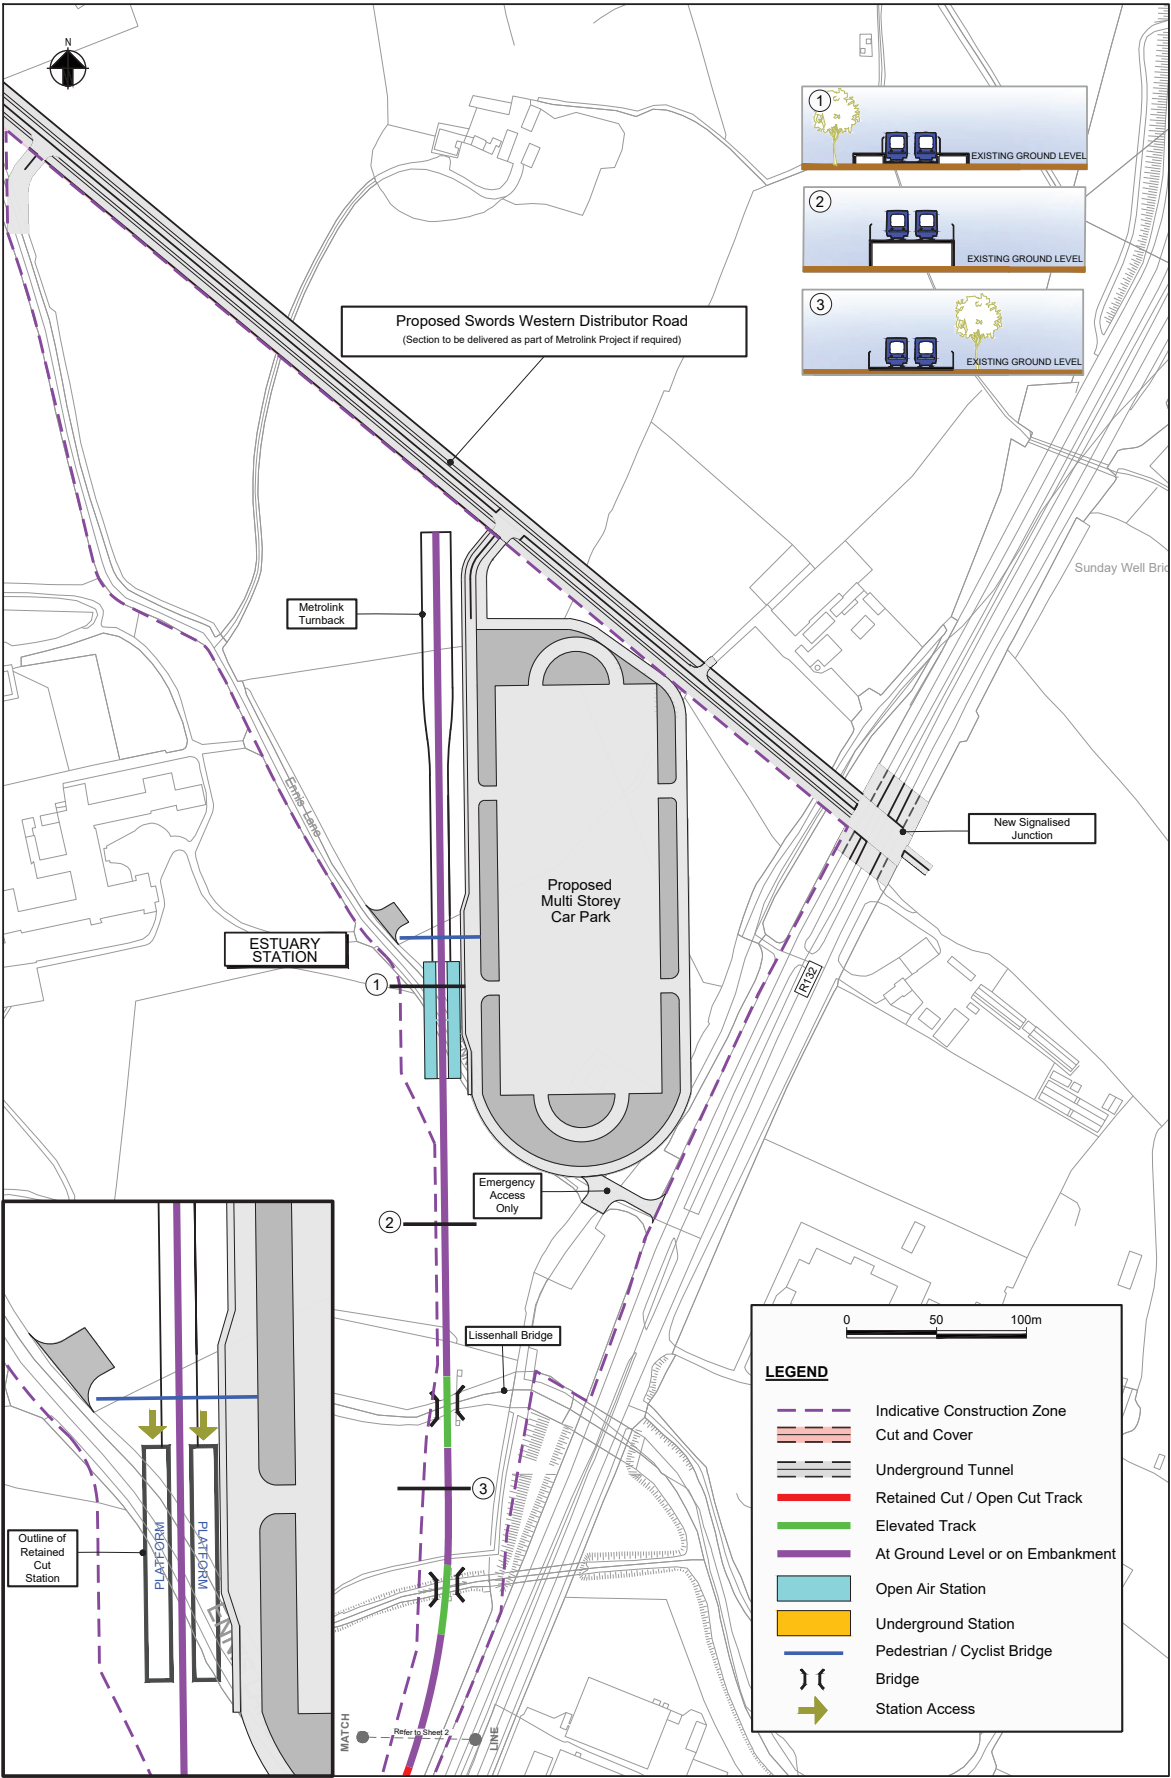 N
1
EXISTING GROUND LEVEL
2
EXISTING GROUND LEVEL
3
EXISTING GROUND LEVEL
Proposed Swords Western Distributor Road
(Section to be delivered as part of Metrolink Project if required)
Sunday Well Bric
Metrolink
Turnback
Ennis Lane
New Signalised
Junction
Proposed
Multi Storey
Car Park
ESTUARY
STATION
1
R132
Emergency
Access
Only
2
Lissenhall Bridge
3
Outline of
Retained
Cut
Station
PLATFORM
PLATFORM
MATCH
Refer to Sheet 2
LINE
0 50 100m
LEGEND
Indicative Construction Zone
Cut and Cover
Underground Tunnel
Retained Cut / Open Cut Track
Elevated Track
At Ground Level or on Embankment
Open Air Station
Underground Station
Pedestrian / Cyclist Bridge
Bridge
Station Access